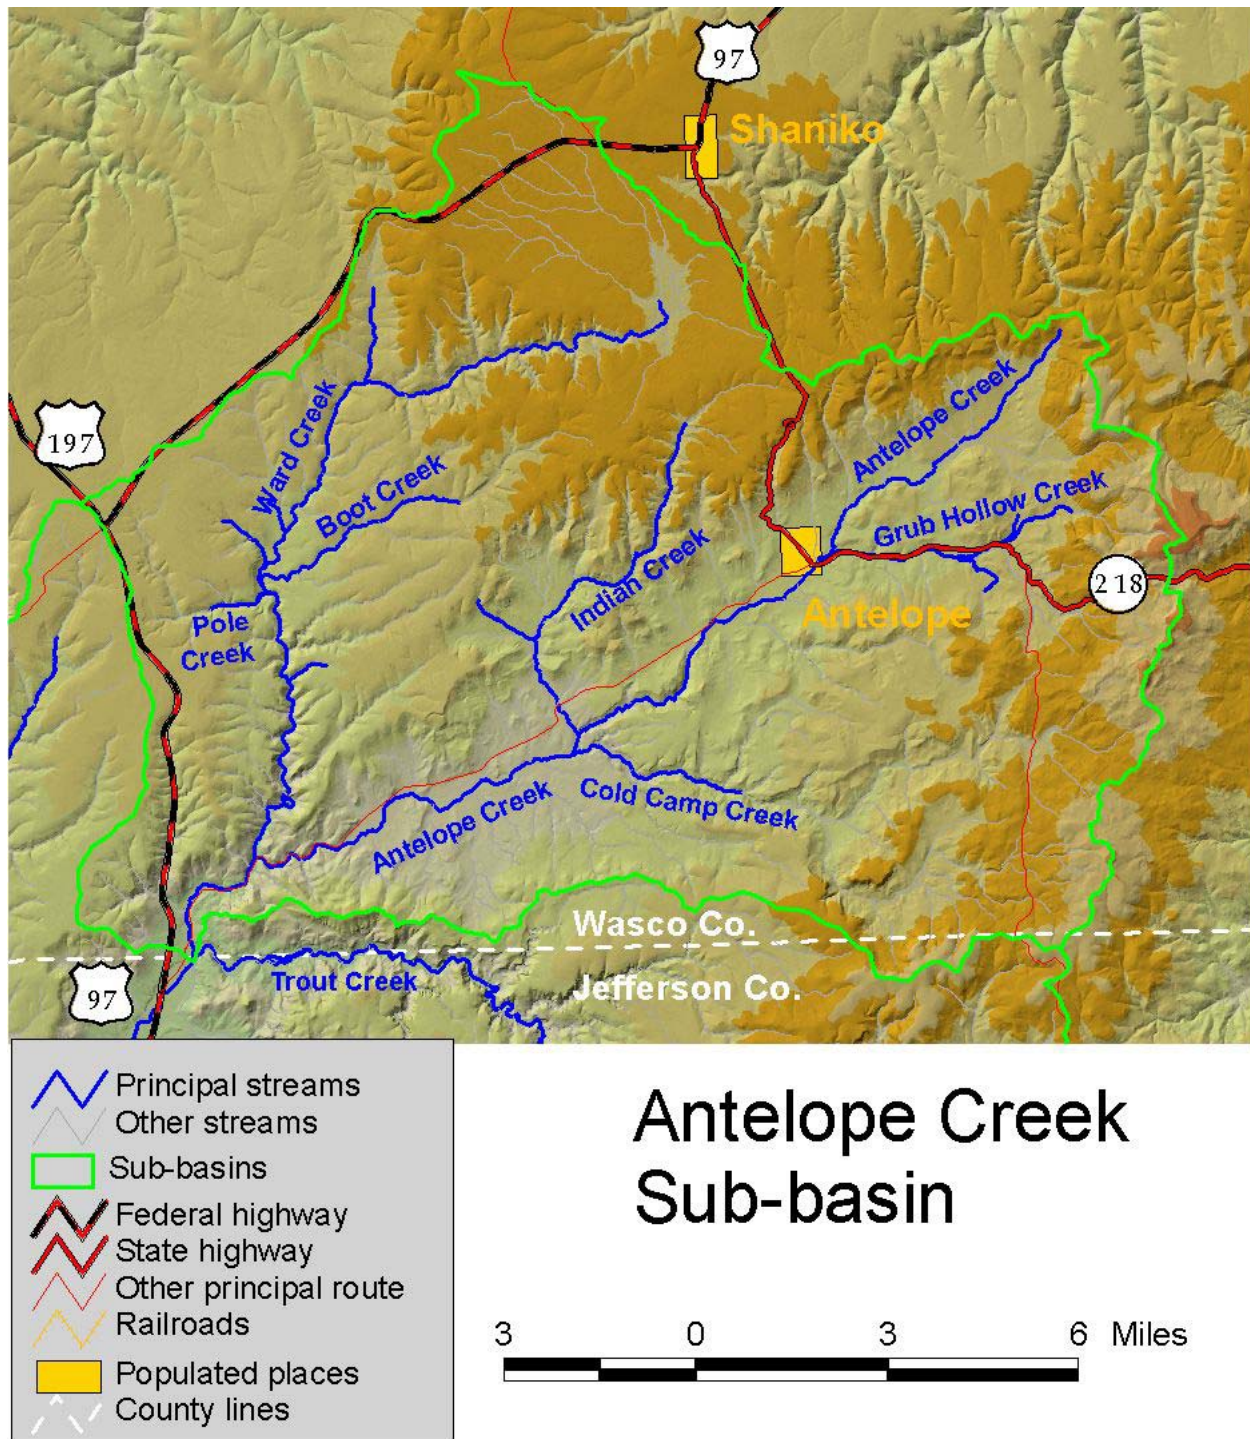 97
Shaniko
197
Ward Creek
Boot Creek
Antelope Creek
Grub Hollow Creek
Indian Creek
218
Pole
Creek
Antelope
Cold Camp Creek
Antelope Creek
Wasco Co.
Trout Creek
Jefferson Co.
97
Principal streams
Other streams
Sub-basins
Federal highway
State highway
Other principal route
Railroads
Populated places
County lines
Antelope Creek
Sub-basin
3 0 3 6 Miles